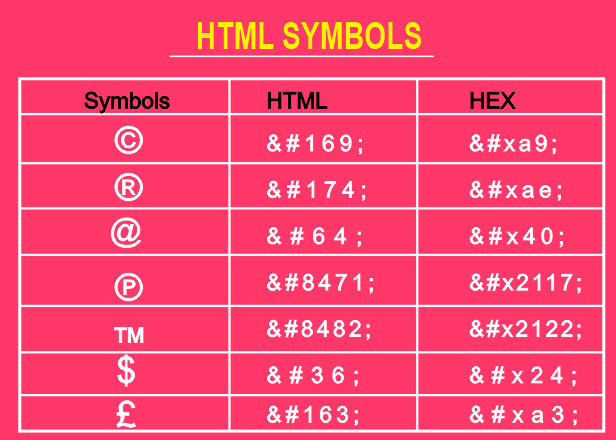 HTML SYMBOLS
Symbols HTML HEX
© &#169; &#xa9;
® &#174; &#xae;
@ &#64; &#x40;
℗ &#8471; &#x2117;
TM &#8482; &#x2122;
$ &#36; &#x24;
£ &#163; &#xa3;